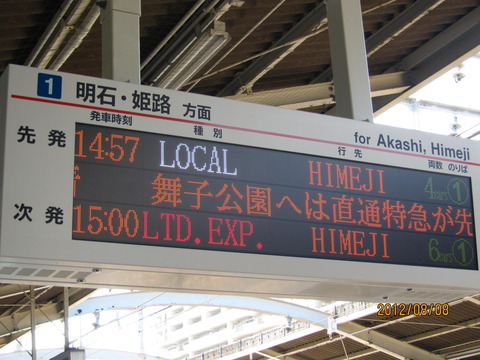 1 明石・姫路 方面 for Akashi, Himeji
発車時刻 種別 行先 両数 のりば
先発 14:57 LOCAL HIMEJI 4cars 1
舞子公園へは直通特急が先
次発 15:00 LTD.EXP. HIMEJI 6cars 1
2012/09/08